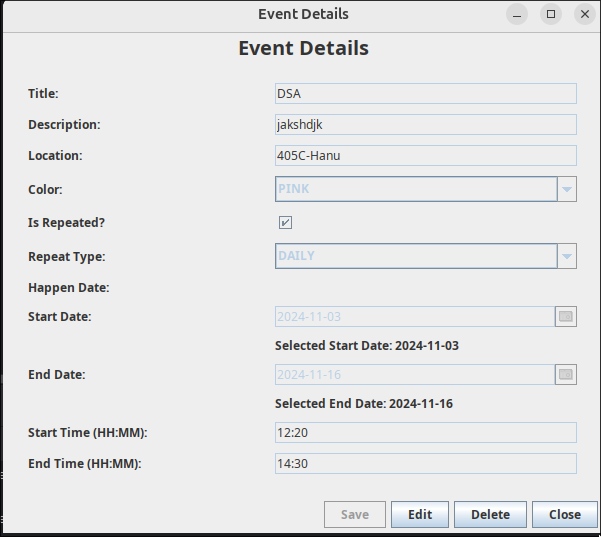 Event Details
Event Details
Title: DSA
Description: jakshdjk
Location: 405C-Hanu
Color: PINK
Is Repeated?
Repeat Type: DAILY
Happen Date:
Start Date: 2024-11-03
Selected Start Date: 2024-11-03
End Date: 2024-11-16
Selected End Date: 2024-11-16
Start Time (HH:MM): 12:20
End Time (HH:MM): 14:30
Save Edit Delete Close